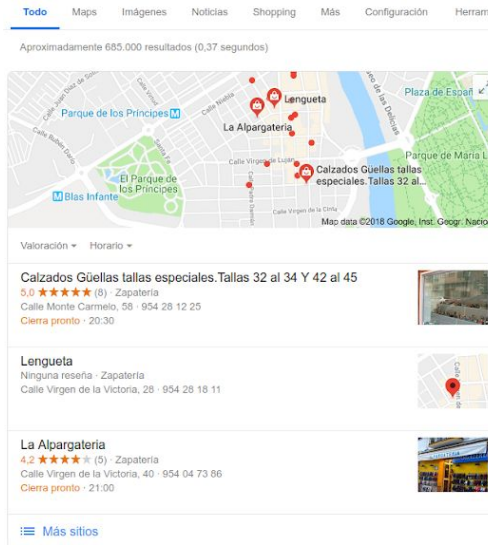 Todo Maps Imágenes Noticias Shopping Más Configuración Herram
Aproximadamente 685.000 resultados (0,37 segundos)
Plaza de Españ
Lengueta
Parque de los Príncipes M
Calle Niebla
La Alpargateria
Parque de María L
Calle Virgen de Luján
Calzados Güellas tallas
especiales.Tallas 32 al...
El Parque de
los Príncipes
M Blas Infante
Calle Virgen de la Cinta
Map data ©2018 Google, Inst. Geogr. Nacio
Valoración Horario
Calzados Güellas tallas especiales.Tallas 32 al 34 Y 42 al 45
5,0 ★★★★★ (8) · Zapatería
Calle Monte Carmelo, 58 · 954 28 12 25
Cierra pronto · 20:30
Lengueta
Ninguna reseña · Zapatería
Calle Virgen de la Victoria, 28 · 954 28 18 11
La Alpargateria
4,2 ★★★★★ (5) · Zapatería
Calle Virgen de la Victoria, 40 · 954 04 73 86
Cierra pronto · 21:00
Más sitios